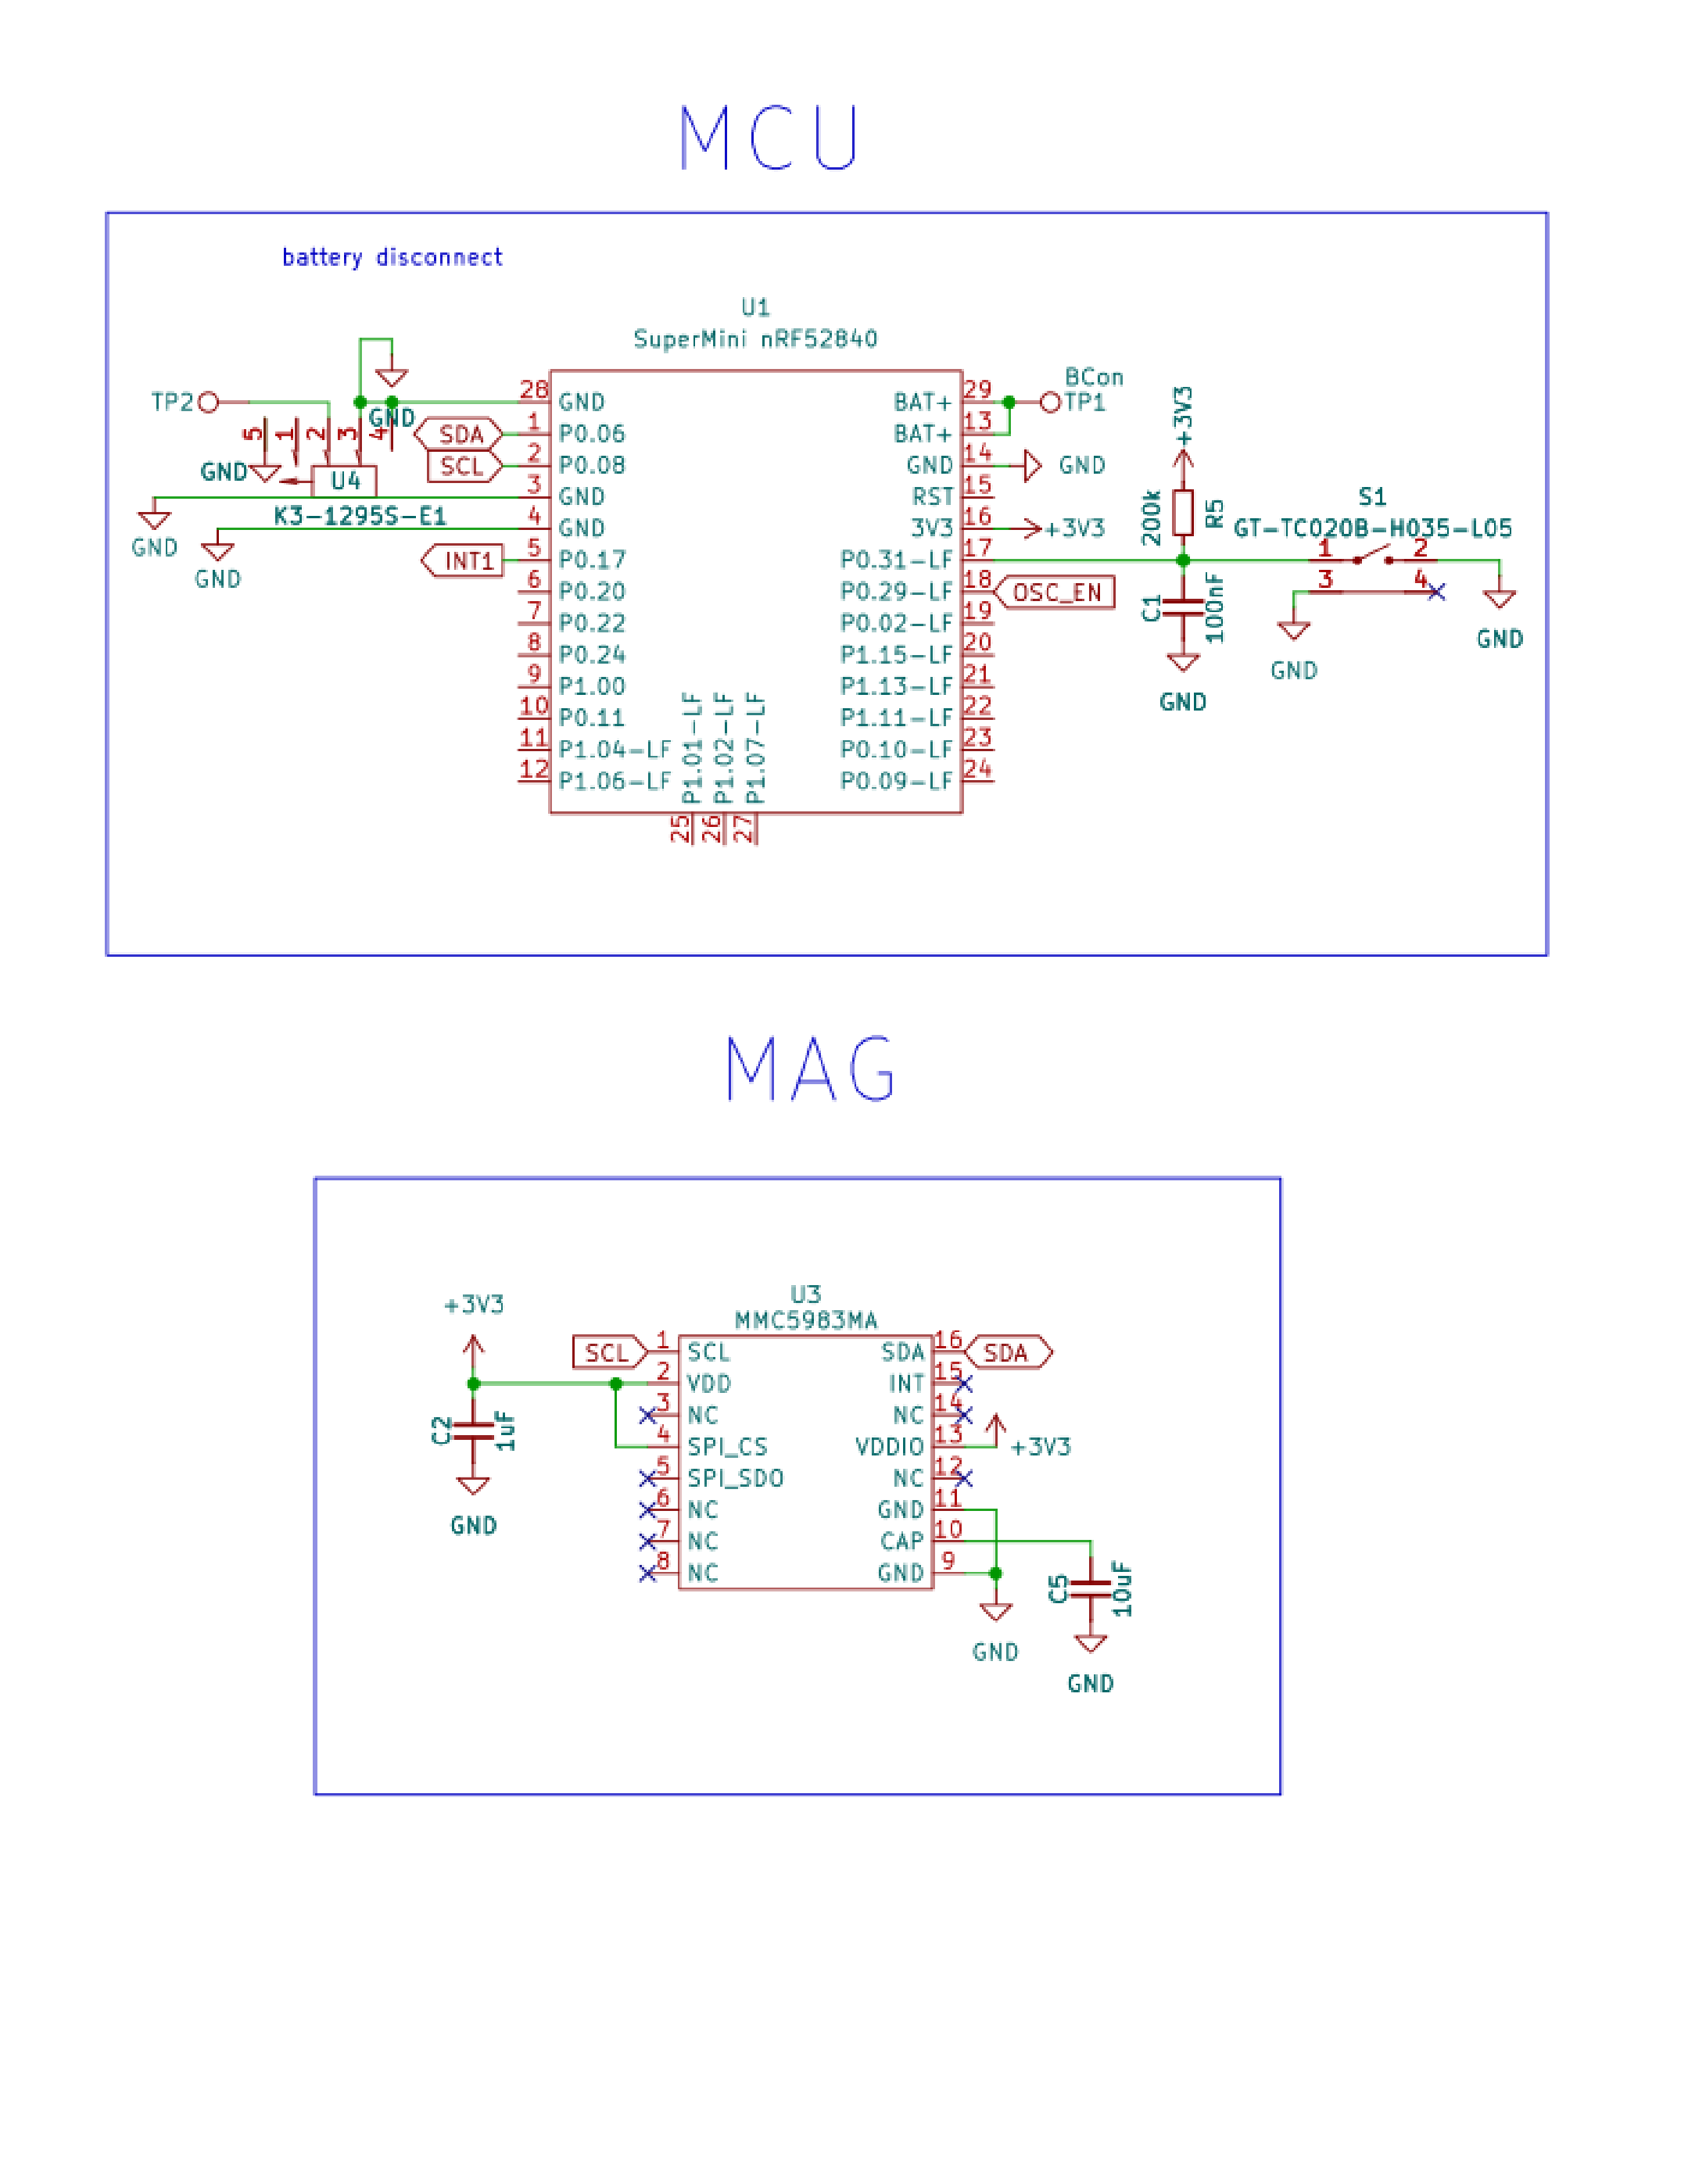 MCU
battery disconnect
U1
SuperMini nRF52840
TP2
GND
GND
5
1
2
3
4
U4
K3-1295S-E1
GND
GND
SDA
SCL
INT1
28 GND
1 P0.06
2 P0.08
3 GND
4 GND
5 P0.17
6 P0.20
7 P0.22
8 P0.24
9 P1.00
10 P0.11
11 P1.04-LF
12 P1.06-LF
P1.01-LF 25
P1.02-LF 26
P1.07-LF 27
BAT+ 29
BAT+ 13
GND 14
RST 15
3V3 16
P0.31-LF 17
P0.29-LF 18
P0.02-LF 19
P1.15-LF 20
P1.13-LF 21
P1.11-LF 22
P0.10-LF 23
P0.09-LF 24
BCon
TP1
GND
+3V3
OSC_EN
+3V3
200k
R5
C1
100nF
GND
S1
GT-TC020B-H035-L05
1 2
3 4
GND
GND
MAG
+3V3
C2
1uF
GND
U3
MMC5983MA
SCL
1 SCL
2 VDD
3 NC
4 SPI_CS
5 SPI_SDO
6 NC
7 NC
8 NC
SDA 16
INT 15
NC 14
VDDIO 13
NC 12
GND 11
CAP 10
GND 9
SDA
+3V3
GND
C5
10uF
GND